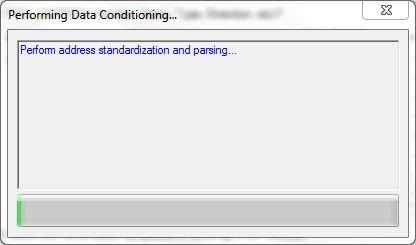 Performing Data Conditioning...
Perform address standardization and parsing...